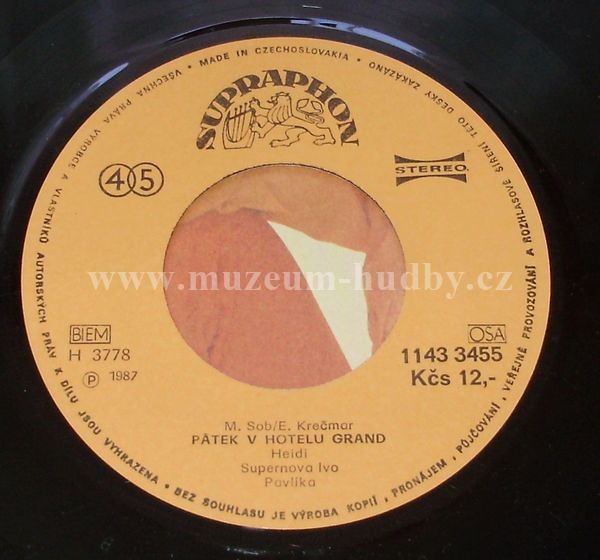 VŠECHNA PRÁVA VÝROBCE A VLASTNÍKŮ AUTORSKÝCH PRÁV K DÍLU JSOU VYHRAZENA • BEZ SOUHLASU JE VÝROBA KOPIÍ, PRONÁJEM, PŮJČOVÁNÍ, VEŘEJNÉ PROVOZOVÁNÍ A ROZHLASOVÉ ŠÍŘENÍ TÉTO DESKY ZAKÁZÁNO • MADE IN CZECHOSLOVAKIA •
SUPRAPHON
45
STEREO
www.muzeum-hudby.cz
BIEM
OSA
H 3778
1143 3455
Ⓟ 1987
Kčs 12,-
M. Sob/E. Krečmar
PÁTEK V HOTELU GRAND
Heidi
Supernova Ivo
Pavlíka